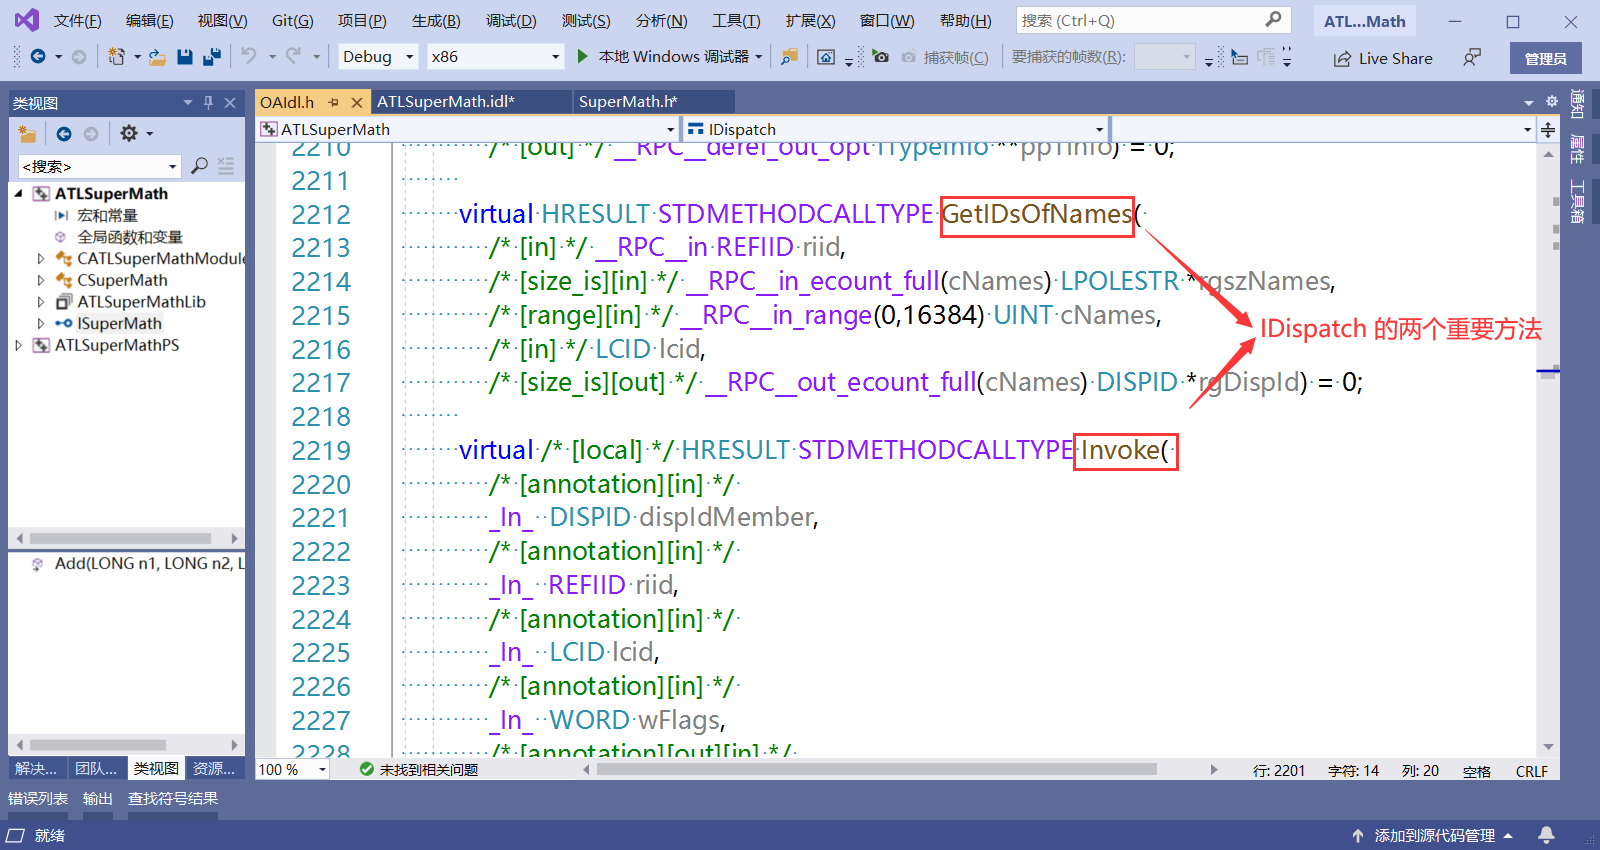 文件(F) 编辑(E) 视图(V) Git(G) 项目(P) 生成(B) 调试(D) 测试(S) 分析(N) 工具(T) 扩展(X) 窗口(W) 帮助(H) 搜索 (Ctrl+Q) ATL...Math
Debug x86 本地 Windows 调试器 捕获帧(C) 要捕获的帧数(R): Live Share 管理员
类视图
<搜索>
ATLSuperMath
宏和常量
全局函数和变量
CATLSuperMathModule
CSuperMath
ATLSuperMathLib
ISuperMath
ATLSuperMathPS
Add(LONG n1, LONG n2, L
解决... 团队... 类视图 资源...
OAIdl.h ATLSuperMath.idl* SuperMath.h*
ATLSuperMath IDispatch
2210 /* [out] */ __RPC__deref_out_opt ITypeInfo **ppTInfo) = 0;
2211
2212 virtual HRESULT STDMETHODCALLTYPE GetIDsOfNames(
2213 /* [in] */ __RPC__in REFIID riid,
2214 /* [size_is][in] */ __RPC__in_ecount_full(cNames) LPOLESTR *rgszNames,
2215 /* [range][in] */ __RPC__in_range(0,16384) UINT cNames,
2216 /* [in] */ LCID lcid,
2217 /* [size_is][out] */ __RPC__out_ecount_full(cNames) DISPID *rgDispId) = 0;
2218
2219 virtual /* [local] */ HRESULT STDMETHODCALLTYPE Invoke(
2220 /* [annotation][in] */
2221 _In_ DISPID dispIdMember,
2222 /* [annotation][in] */
2223 _In_ REFIID riid,
2224 /* [annotation][in] */
2225 _In_ LCID lcid,
2226 /* [annotation][in] */
2227 _In_ WORD wFlags,
2228 /* [annotation][out][in] */
IDispatch 的两个重要方法
100 % 未找到相关问题 行: 2201 字符: 14 列: 20 空格 CRLF
通知
属性
工具箱
错误列表 输出 查找符号结果
就绪 添加到源代码管理